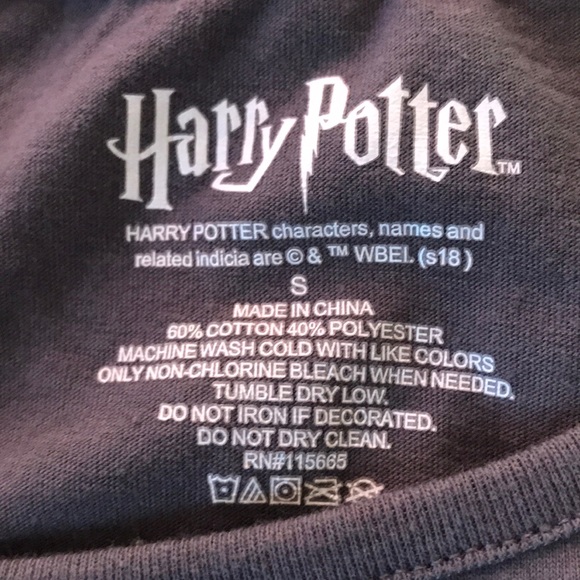 Harry Potter™
HARRY POTTER characters, names and
related indicia are © & ™ WBEI. (s18)
S
MADE IN CHINA
60% COTTON 40% POLYESTER
MACHINE WASH COLD WITH LIKE COLORS
ONLY NON-CHLORINE BLEACH WHEN NEEDED.
TUMBLE DRY LOW.
DO NOT IRON IF DECORATED.
DO NOT DRY CLEAN.
RN#115665